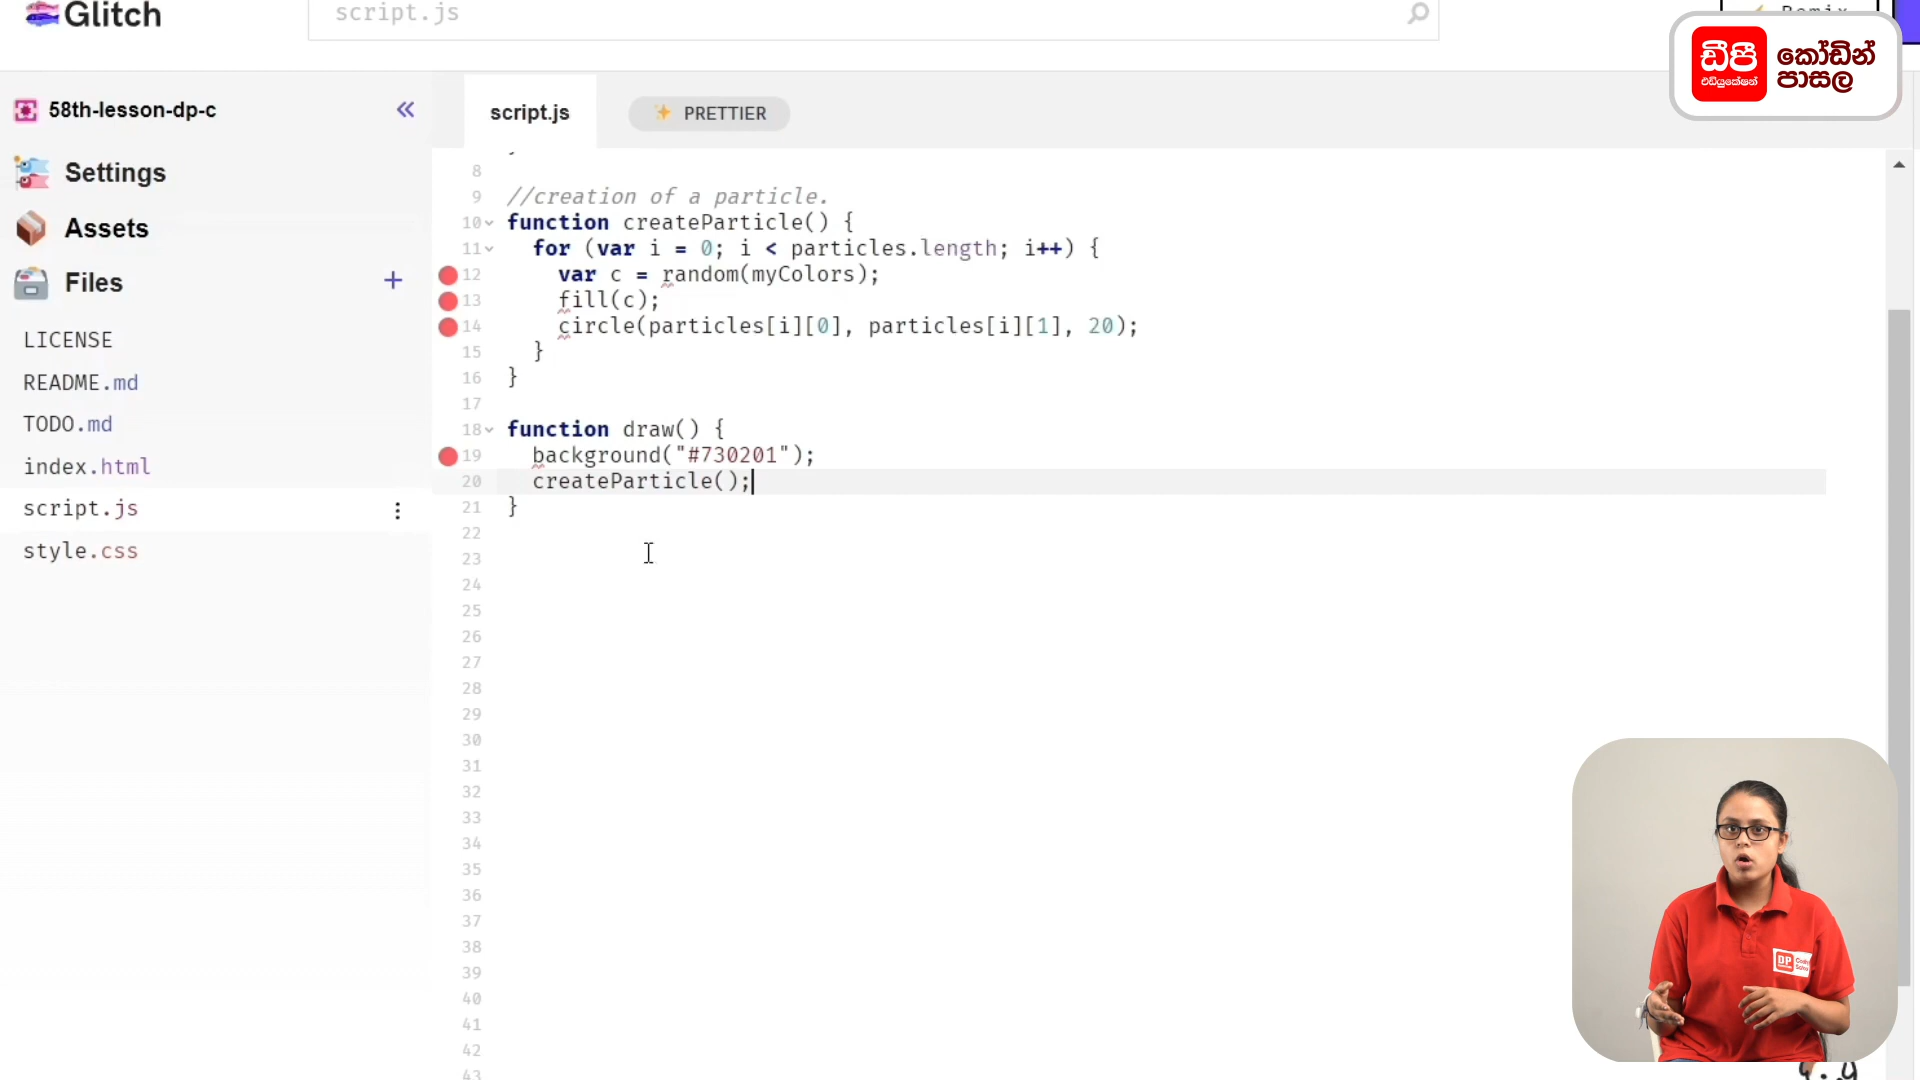 Glitch
script.js
Remix
ඩීපී
එඩියුකේෂන්
කෝඩින්
පාසල
58th-lesson-dp-c
script.js
PRETTIER
Settings
Assets
Files
LICENSE
README.md
TODO.md
index.html
script.js
style.css
8
9 //creation of a particle.
10 function createParticle() {
11 for (var i = 0; i < particles.length; i++) {
12 var c = random(myColors);
13 fill(c);
14 circle(particles[i][0], particles[i][1], 20);
15 }
16 }
17
18 function draw() {
19 background("#730201");
20 createParticle();
21 }
22
23
24
25
26
27
28
29
30
31
32
33
34
35
36
37
38
39
40
41
42
43
DP